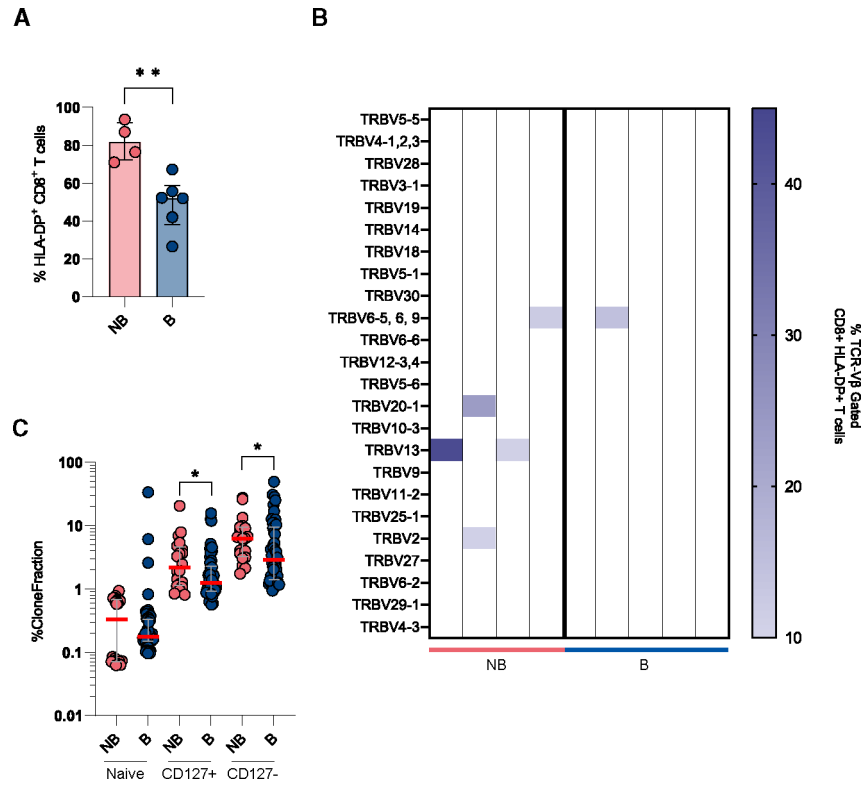 A
**
100
80
60
40
20
0
% HLA-DP+ CD8+ T cells
NB
B
B
TRBV5-5
TRBV4-1,2,3
TRBV28
TRBV3-1
TRBV19
TRBV14
TRBV18
TRBV5-1
TRBV30
TRBV6-5, 6, 9
TRBV6-6
TRBV12-3,4
TRBV5-6
TRBV20-1
TRBV10-3
TRBV13
TRBV9
TRBV11-2
TRBV25-1
TRBV2
TRBV27
TRBV6-2
TRBV29-1
TRBV4-3
NB
B
40
30
20
10
% TCR-Vβ Gated
CD8+ HLA-DP+ T cells
C
100
10
1
0.1
0.01
%CloneFraction
*
*
NB B NB B NB B
Naive CD127+ CD127-